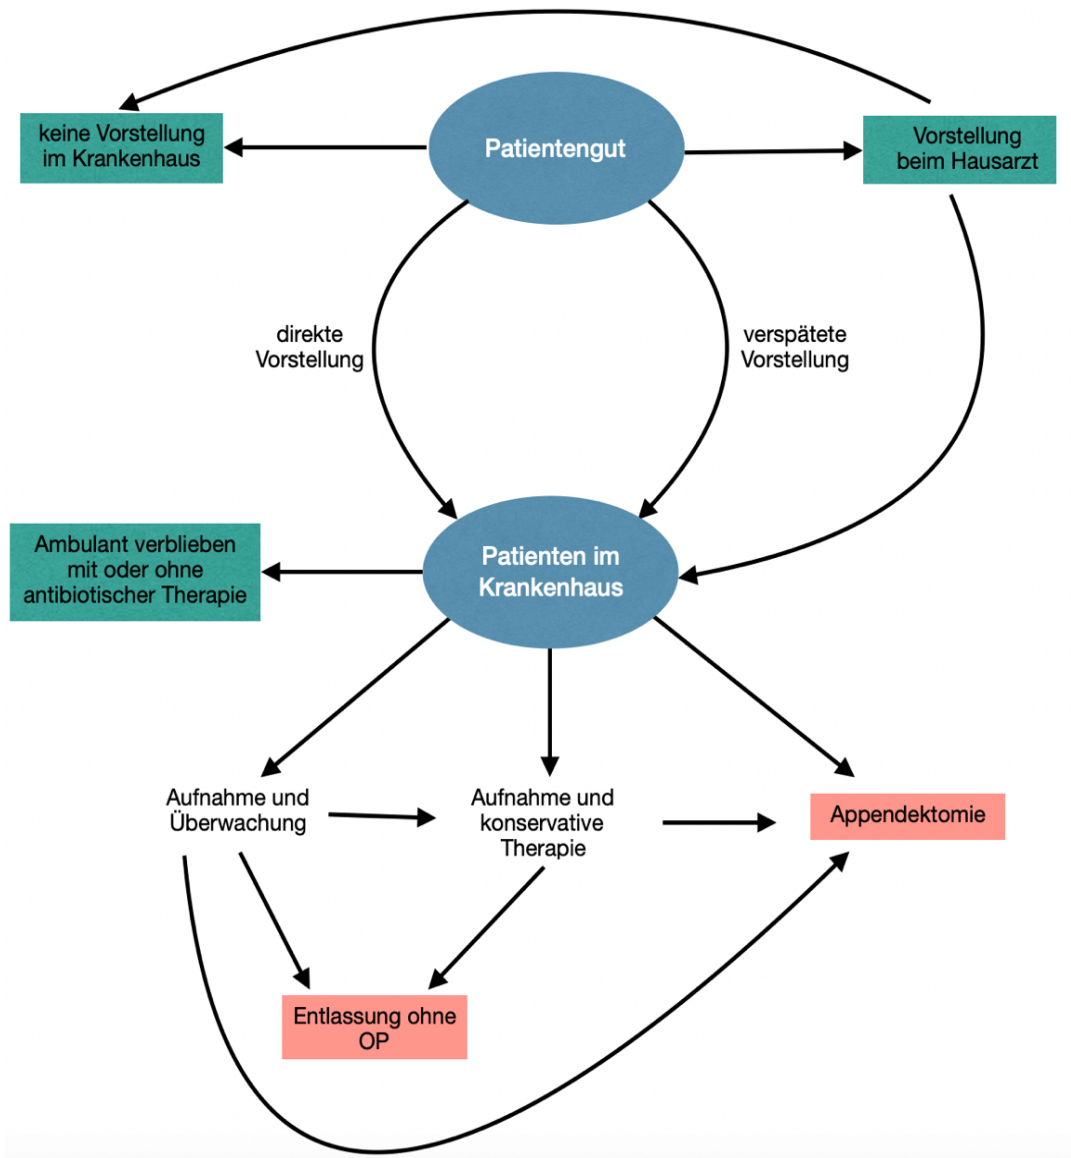 keine Vorstellung
im Krankenhaus
Patientengut
Vorstellung
beim Hausarzt
direkte
Vorstellung
verspätete
Vorstellung
Ambulant verblieben
mit oder ohne
antibiotischer Therapie
Patienten im
Krankenhaus
Aufnahme und
Überwachung
Aufnahme und
konservative
Therapie
Appendektomie
Entlassung ohne
OP